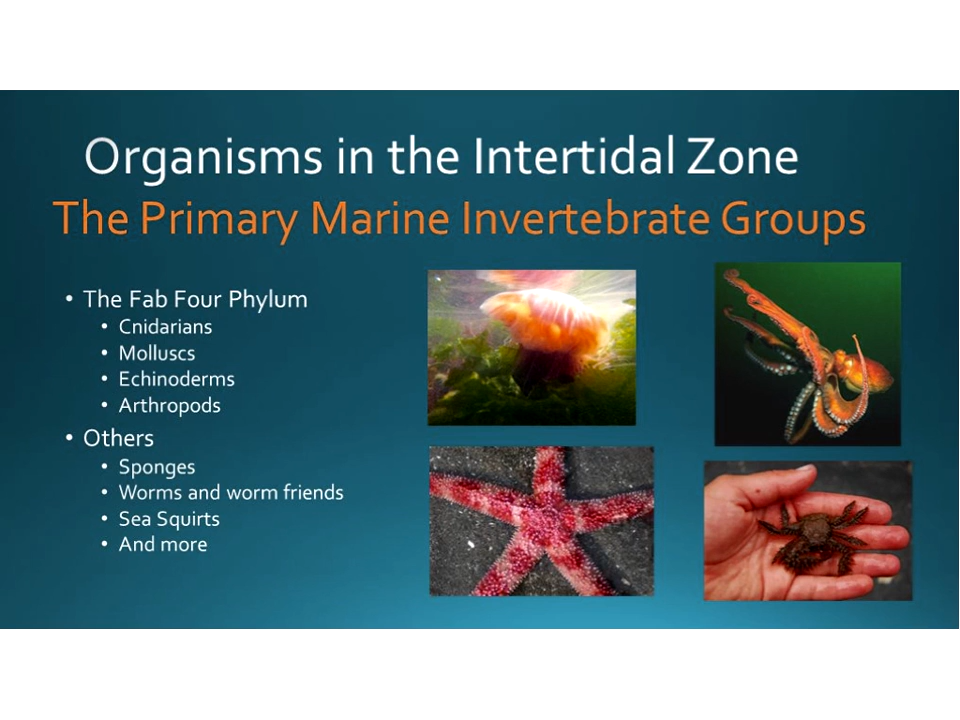 Organisms in the Intertidal Zone
The Primary Marine Invertebrate Groups
• The Fab Four Phylum
• Cnidarians
• Molluscs
• Echinoderms
• Arthropods
• Others
• Sponges
• Worms and worm friends
• Sea Squirts
• And more